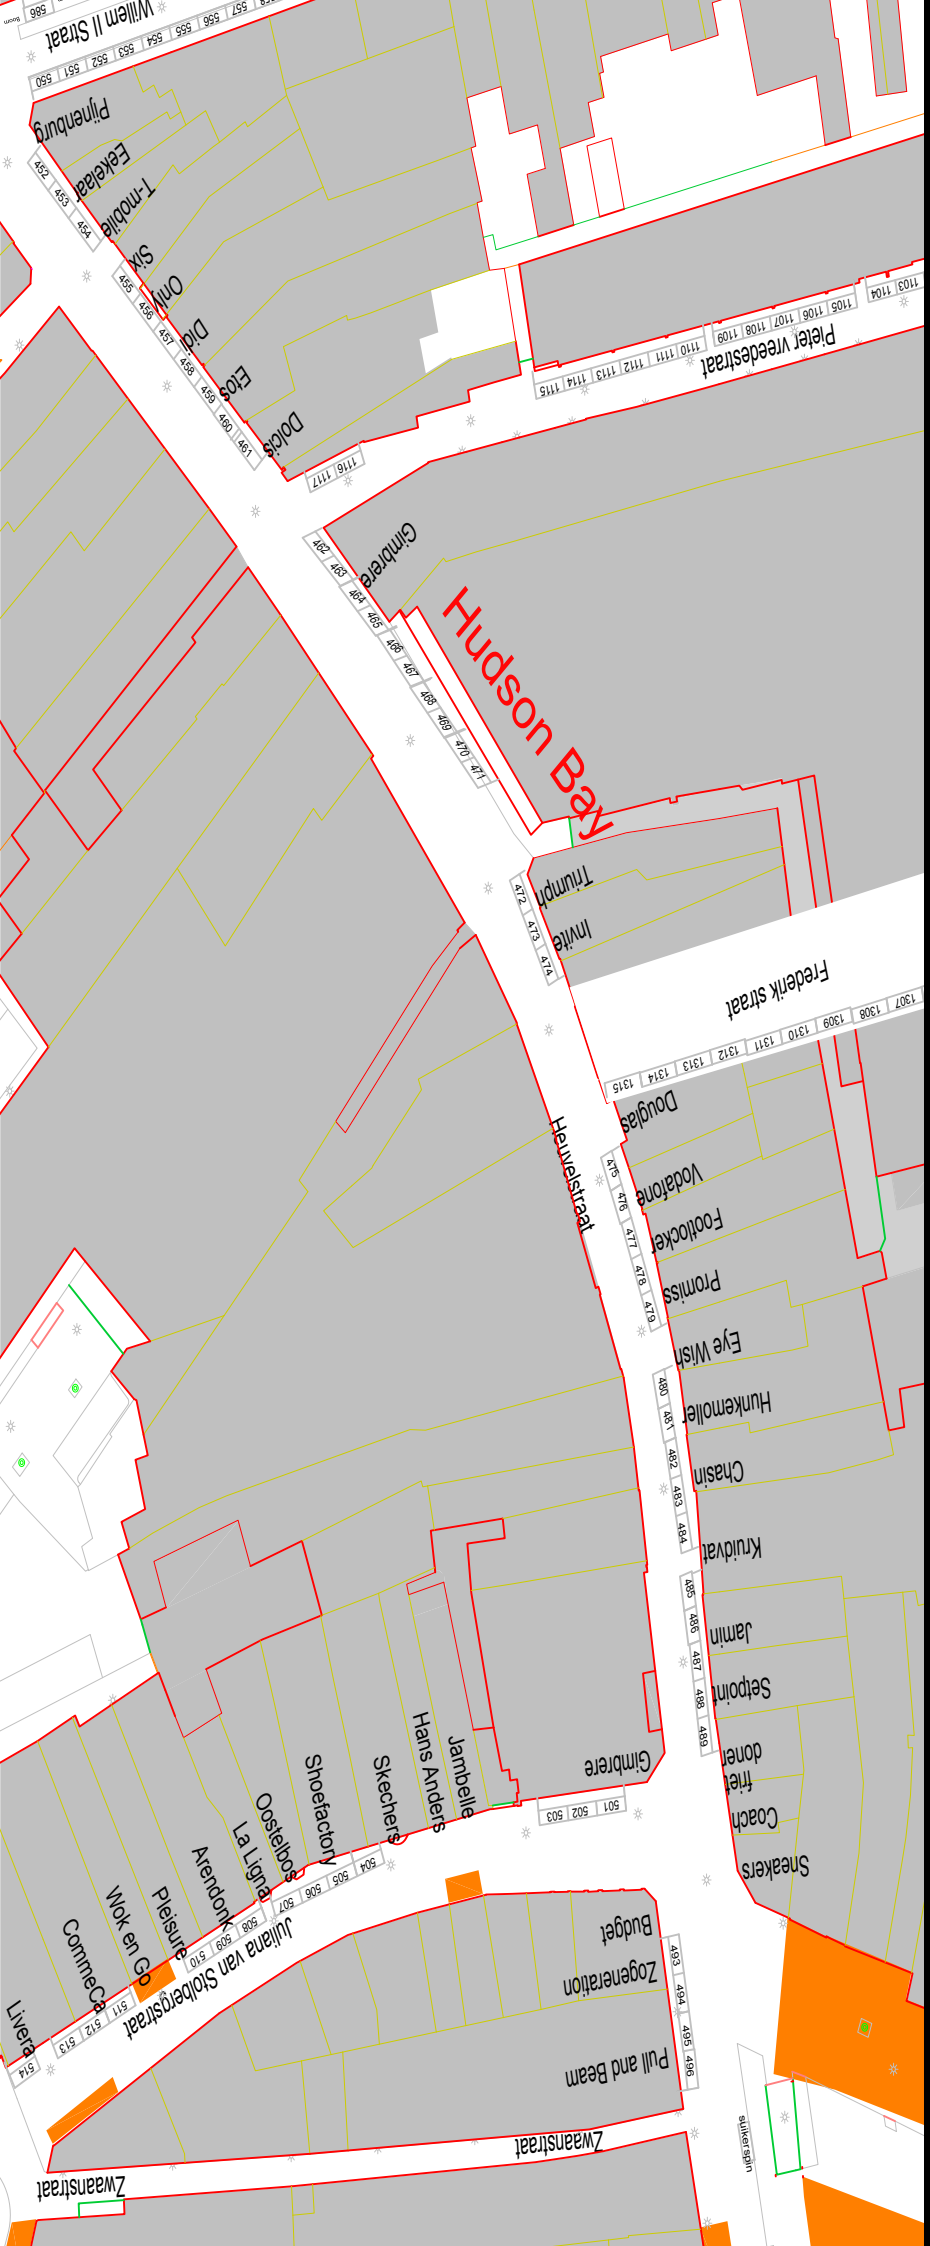 586
Boom
Willem II Straat
550
551
552
553
554
555
556
557
558
Pijnenburg
452
453
454
Eekelaar
T-mobile
Six
455
456
457
458
459
460
461
Only
Did
Etos
Dolcis
1117
1116
1115
1114
1113
1112
1111
1110
1109
1108
1107
1106
1105
1104
1103
Pieter vreedestraat
462
463
464
465
466
467
468
469
470
471
Gimbrere
Hudson Bay
472
473
474
Triumph
Invite
Frederik straat
1315
1314
1313
1312
1311
1310
1309
1308
1307
Heuvelstraat
Douglas
475
476
477
478
479
Vodafone
Footlocker
Promiss
Eye Wish
480
481
482
483
484
Hunkemoller
Chasin
Kruidvat
485
486
487
488
489
Jamin
Setpoint
doner
friet
Coach
Sneakers
Gimbrere
503
502
501
Jambelle
Hans Anders
Skechers
Shoefactory
Oostelbos
La Ligna
Arendonk
Pleisure
Wok en Go
CommeCa
Livera
504
505
506
507
508
509
510
511
512
513
514
Juliana van Stolbergstraat
Budget
Zogeneration
Pull and Beam
493
494
495
496
Zwaanstraat
Zwaanstraat
suikerspin